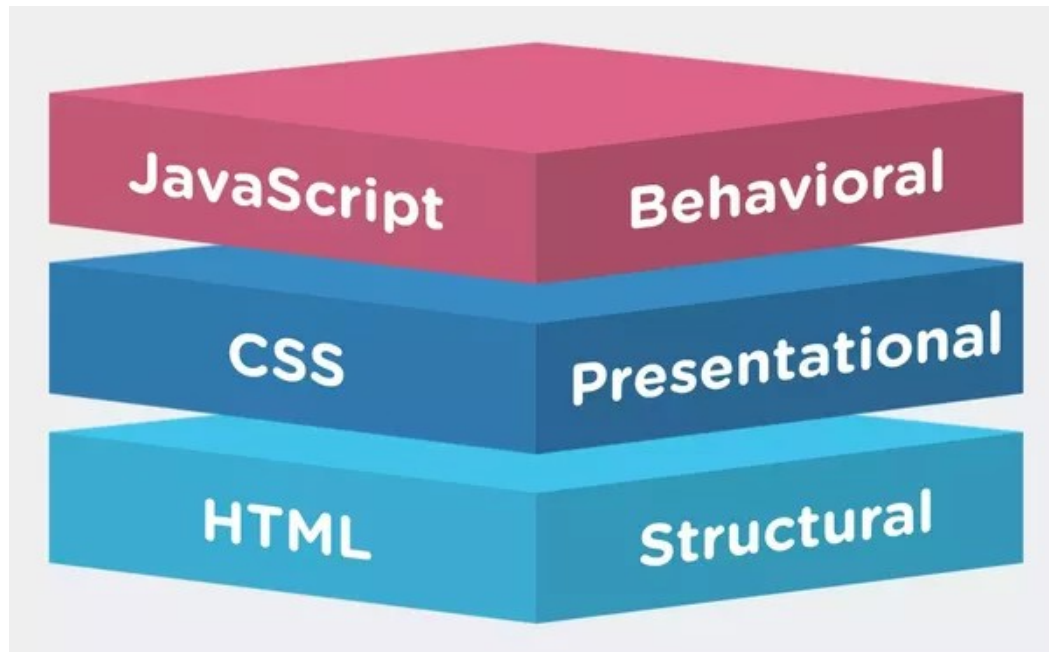 JavaScript
Behavioral
CSS
Presentational
HTML
Structural